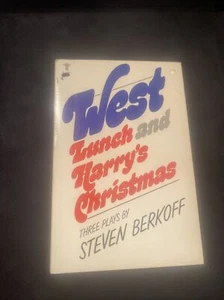 West
Lunch and
Harry's
Christmas
THREE PLAYS BY
STEVEN BERKOFF